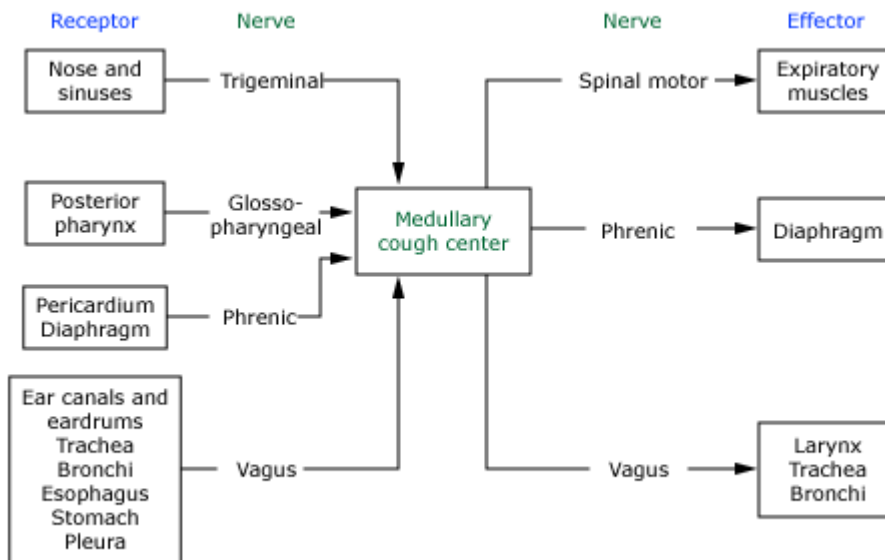 Receptor
Nerve
Nerve
Effector
Nose and
sinuses
Trigeminal
Spinal motor
Expiratory
muscles
Posterior
pharynx
Glosso-
pharyngeal
Medullary
cough center
Phrenic
Diaphragm
Pericardium
Diaphragm
Phrenic
Ear canals and
eardrums
Trachea
Bronchi
Esophagus
Stomach
Pleura
Vagus
Vagus
Larynx
Trachea
Bronchi